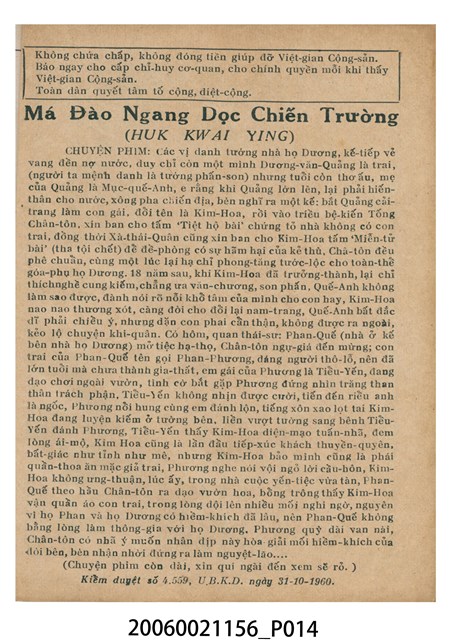 Không chứa chấp, không đóng tiền giúp đỡ Việt-gian Cộng-sản.
Báo ngay cho cấp chỉ-huy cơ-quan, cho chính quyền mỗi khi thấy
Việt-gian Cộng-sản.
Toàn dân quyết tâm tố cộng, diệt-cộng.
Má Đào Ngang Dọc Chiến Trường
(HUK KWAI YING)
CHUYỆN PHIM: Các vị danh tướng nhà họ Dương, kế-tiếp vẻ
vang đền nợ nước, duy chỉ còn một mình Dương-văn-Quảng là trai,
(người ta mệnh danh là tướng phấn-son) nhưng tuổi còn thơ ấu, mẹ
của Quảng là Mục-quế-Anh, e rằng khi Quảng lớn lên, lại phải hiến-
thân cho nước, xông pha chiến địa, bèn nghĩ ra một kế: bắt Quảng cải-
trang làm con gái, đổi tên là Kim-Hoa, rồi vào triều bệ-kiến Tống
Chân-tôn, xin ban cho tấm 'Tiết hộ bài' chứng tỏ nhà không có con
trai, đồng thời Xà-thái-Quân cũng xin ban cho Kim-Hoa tấm 'Miễn-tử
bài' (tha tội chết) để đề-phòng có sự hãm hại của kẻ thù, Chân-tôn đều
phê chuẩn, cùng một lúc lại hạ chỉ phong-tăng tước-lộc cho toàn-thể
góa-phụ họ Dương. 18 năm sau, khi Kim-Hoa đã trưởng-thành, lại chỉ
thíchnghề cung kiếm, chẳng ưa văn-chương, son phấn. Quế-Anh không
làm sao được, đành nói rõ nỗi khổ tâm của mình cho con hay, Kim-Hoa
nao nao thương xót, càng đòi cho đổi lại nam-trang, Quế-Anh bất đắc
dĩ phải chiều ý, nhưng dặn con phải cẩn thận, không được ra ngoài,
kẻo lộ chuyện khi-quân. Có hôm, quan thái-sư: Phan-Quế (nhà ở kế
bên nhà họ Dương) mở tiệc hạ-thọ, Chân-tôn ngự-giá đến mừng; con
trai của Phan-Quế tên gọi Phan-Phương, dáng người thô-lỗ, nên đã
lớn tuổi mà chưa thành gia-thất, em gái của Phương là Tiều-Yến, đang
dạo chơi ngoài vườn, tình cờ bắt gặp Phương đứng nhìn trăng than
thân trách phận, Tiều-Yến không nhịn được cười, tiến đến riễu anh
là ngốc, Phương nổi hung cùng em đánh lộn, tiếng xôn xao lọt tai Kim-
Hoa đang luyện kiếm ở tường bên, liền vượt tường sang bênh Tiều-
Yến đánh Phương, Tiều-Yến thấy Kim-Hoa diện-mạo tuấn-nhã, đem
lòng ái-mộ, Kim-Hoa cũng là lần đầu tiếp-xúc khách thuyền-quyên,
bất-giác như tỉnh như mê, nhưng Kim-Hoa bảo mình cũng là phái
quần-thoa ăn mặc giả trai, Phương nghe nói vội ngỏ lời cầu-hôn, Kim-
Hoa không ưng-thuận, lúc ấy, trong nhà cuộc yến-tiệc vừa tàn, Phan-
Quế theo hầu Chân-tôn ra dạo vườn hoa, bỗng trông thấy Kim-Hoa
vận quần áo con trai, trong lòng dội lên nhiều mối nghi ngờ, nguyên
vì họ Phan và họ Dương có hiềm-khích đã lâu, nên Phan-Quế không
bằng lòng làm thông-gia với họ Dương, Phương quỳ dài van nài,
Chân-tôn có nhã ý muốn nhân dịp này hòa giải mối hiềm-khích của
đôi bên, bèn nhận nhời đứng ra làm nguyệt-lão....
(Chuyện phim còn dài, xin quí ngài đến xem sẽ rõ.)
Kiểm duyệt số 4.559, U.B.K.D. ngày 31-10-1960.
20060021156_P014